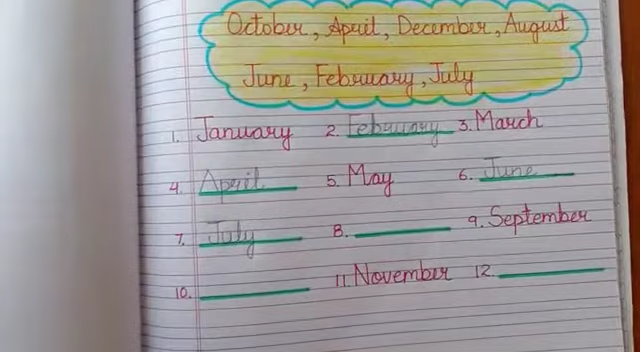 October, April, December, August
June, February, July
1. January 2. February 3. March
4. April 5. May 6. June
7. July 8. 9. September
10. 11. November 12.